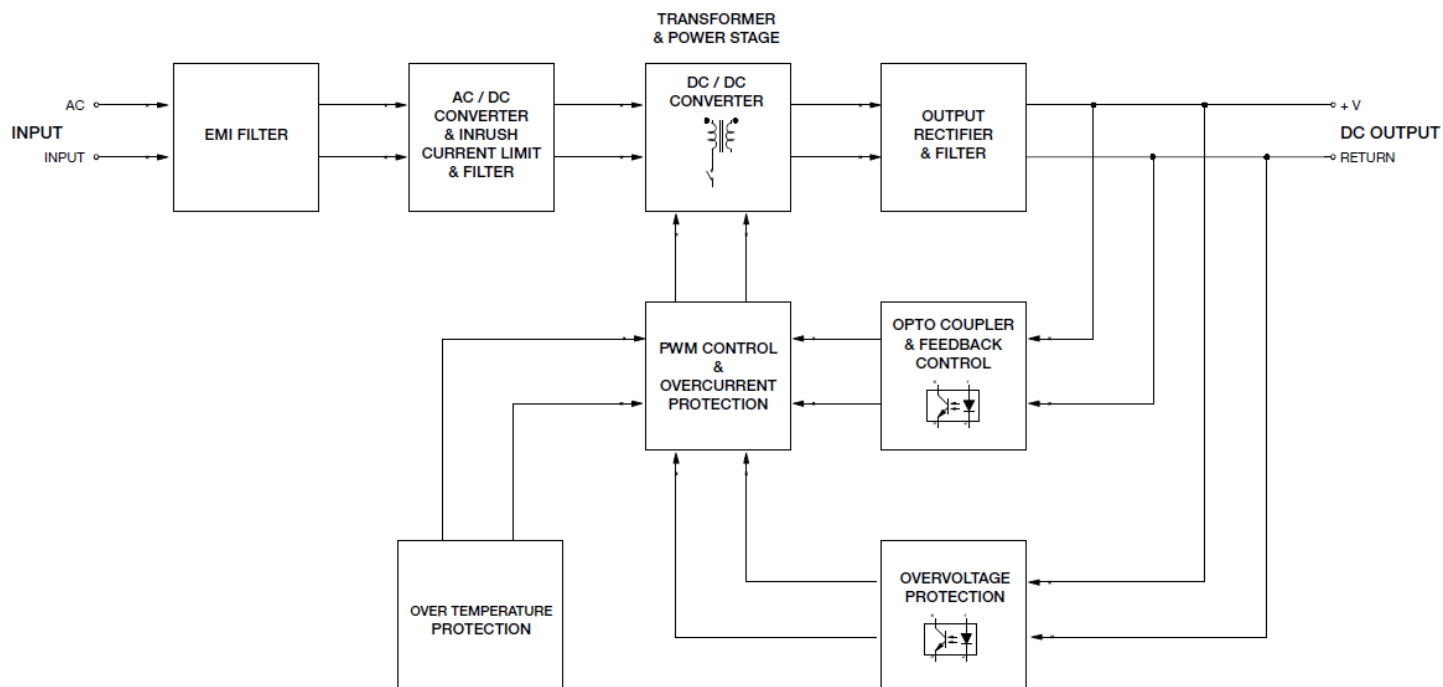 TRANSFORMER
& POWER STAGE
INPUT
AC
INPUT
EMI FILTER
AC / DC
CONVERTER
& INRUSH
CURRENT LIMIT
& FILTER
DC / DC
CONVERTER
OUTPUT
RECTIFIER
& FILTER
+ V
DC OUTPUT
RETURN
PWM CONTROL
&
OVERCURRENT
PROTECTION
OPTO COUPLER
& FEEDBACK
CONTROL
OVER TEMPERATURE
PROTECTION
OVERVOLTAGE
PROTECTION